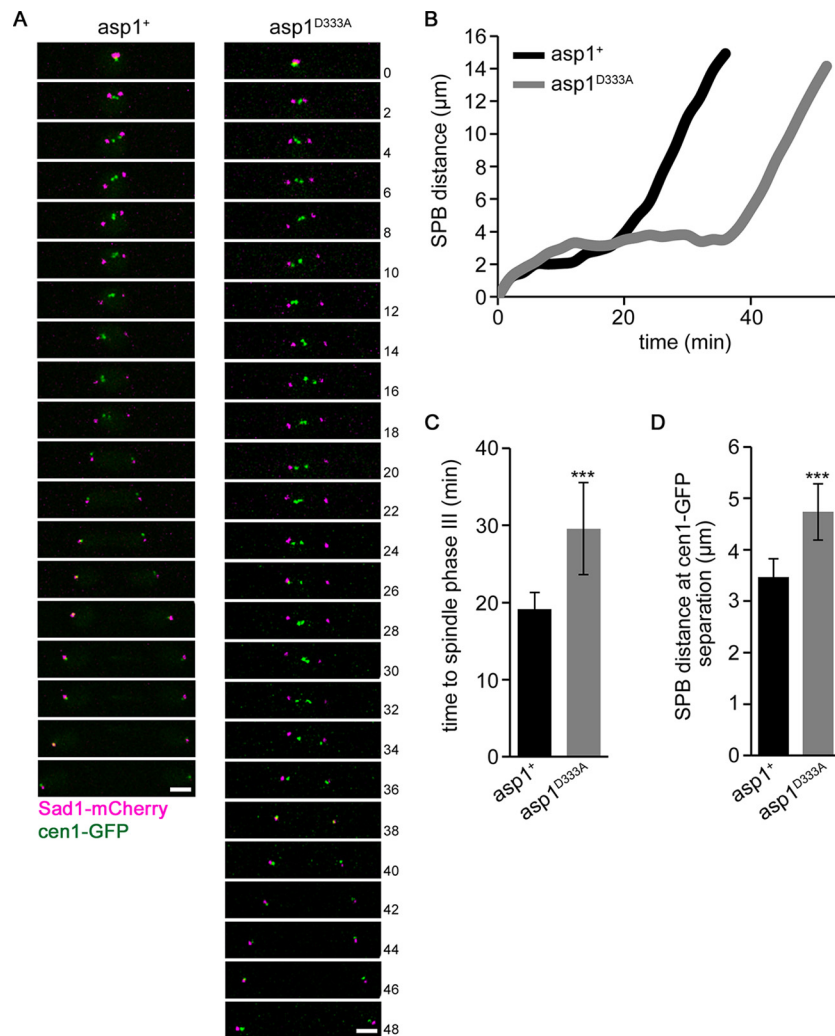 A
asp1⁺
asp1ᴰ³³³ᴬ
0
2
4
6
8
10
12
14
16
18
20
22
24
26
28
30
32
34
36
38
40
42
44
46
48
Sad1-mCherry
cen1-GFP
B
asp1⁺
asp1ᴰ³³³ᴬ
SPB distance (µm)
16
14
12
10
8
6
4
2
0
0
20
40
time (min)
C
time to spindle phase III (min)
40
30
20
10
0
***
asp1⁺
asp1ᴰ³³³ᴬ
D
SPB distance at cen1-GFP
separation (µm)
6
5
4
3
2
1
0
***
asp1⁺
asp1ᴰ³³³ᴬ